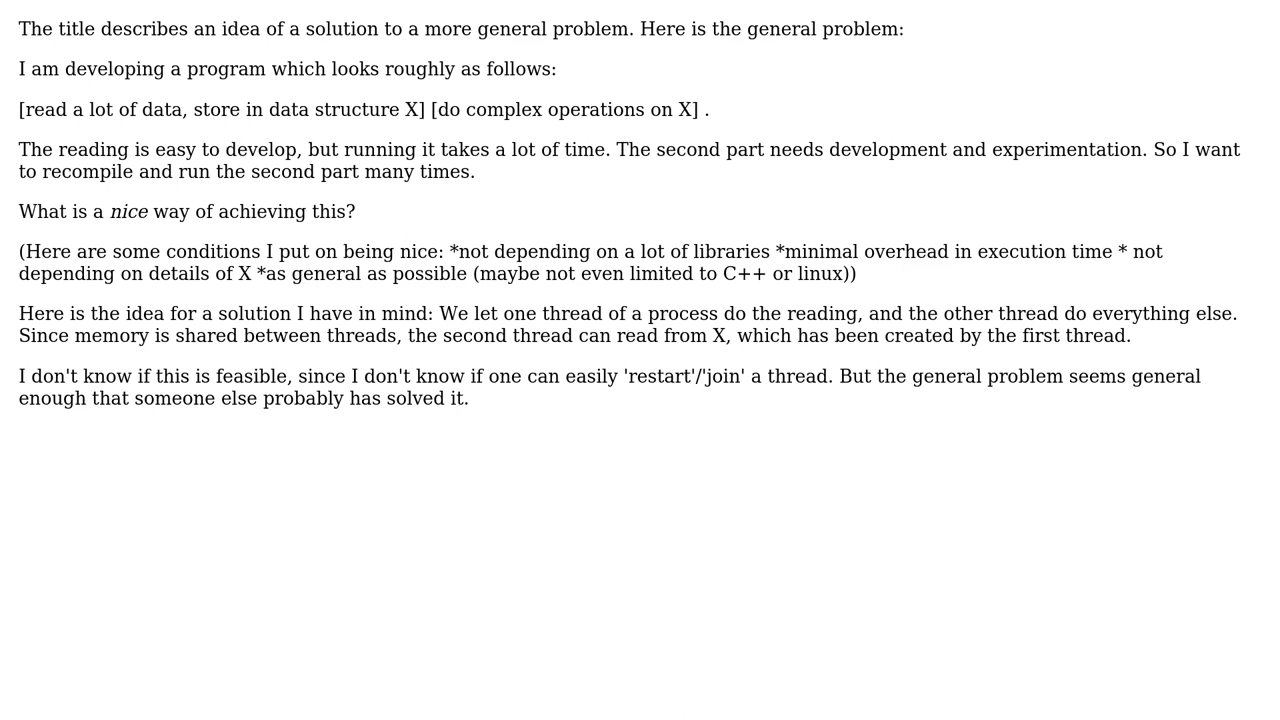 The title describes an idea of a solution to a more general problem. Here is the general problem:
I am developing a program which looks roughly as follows:
[read a lot of data, store in data structure X] [do complex operations on X] .
The reading is easy to develop, but running it takes a lot of time. The second part needs development and experimentation. So I want
to recompile and run the second part many times.
What is a nice way of achieving this?
(Here are some conditions I put on being nice: *not depending on a lot of libraries *minimal overhead in execution time * not
depending on details of X *as general as possible (maybe not even limited to C++ or linux))
Here is the idea for a solution I have in mind: We let one thread of a process do the reading, and the other thread do everything else.
Since memory is shared between threads, the second thread can read from X, which has been created by the first thread.
I don't know if this is feasible, since I don't know if one can easily 'restart'/'join' a thread. But the general problem seems general
enough that someone else probably has solved it.